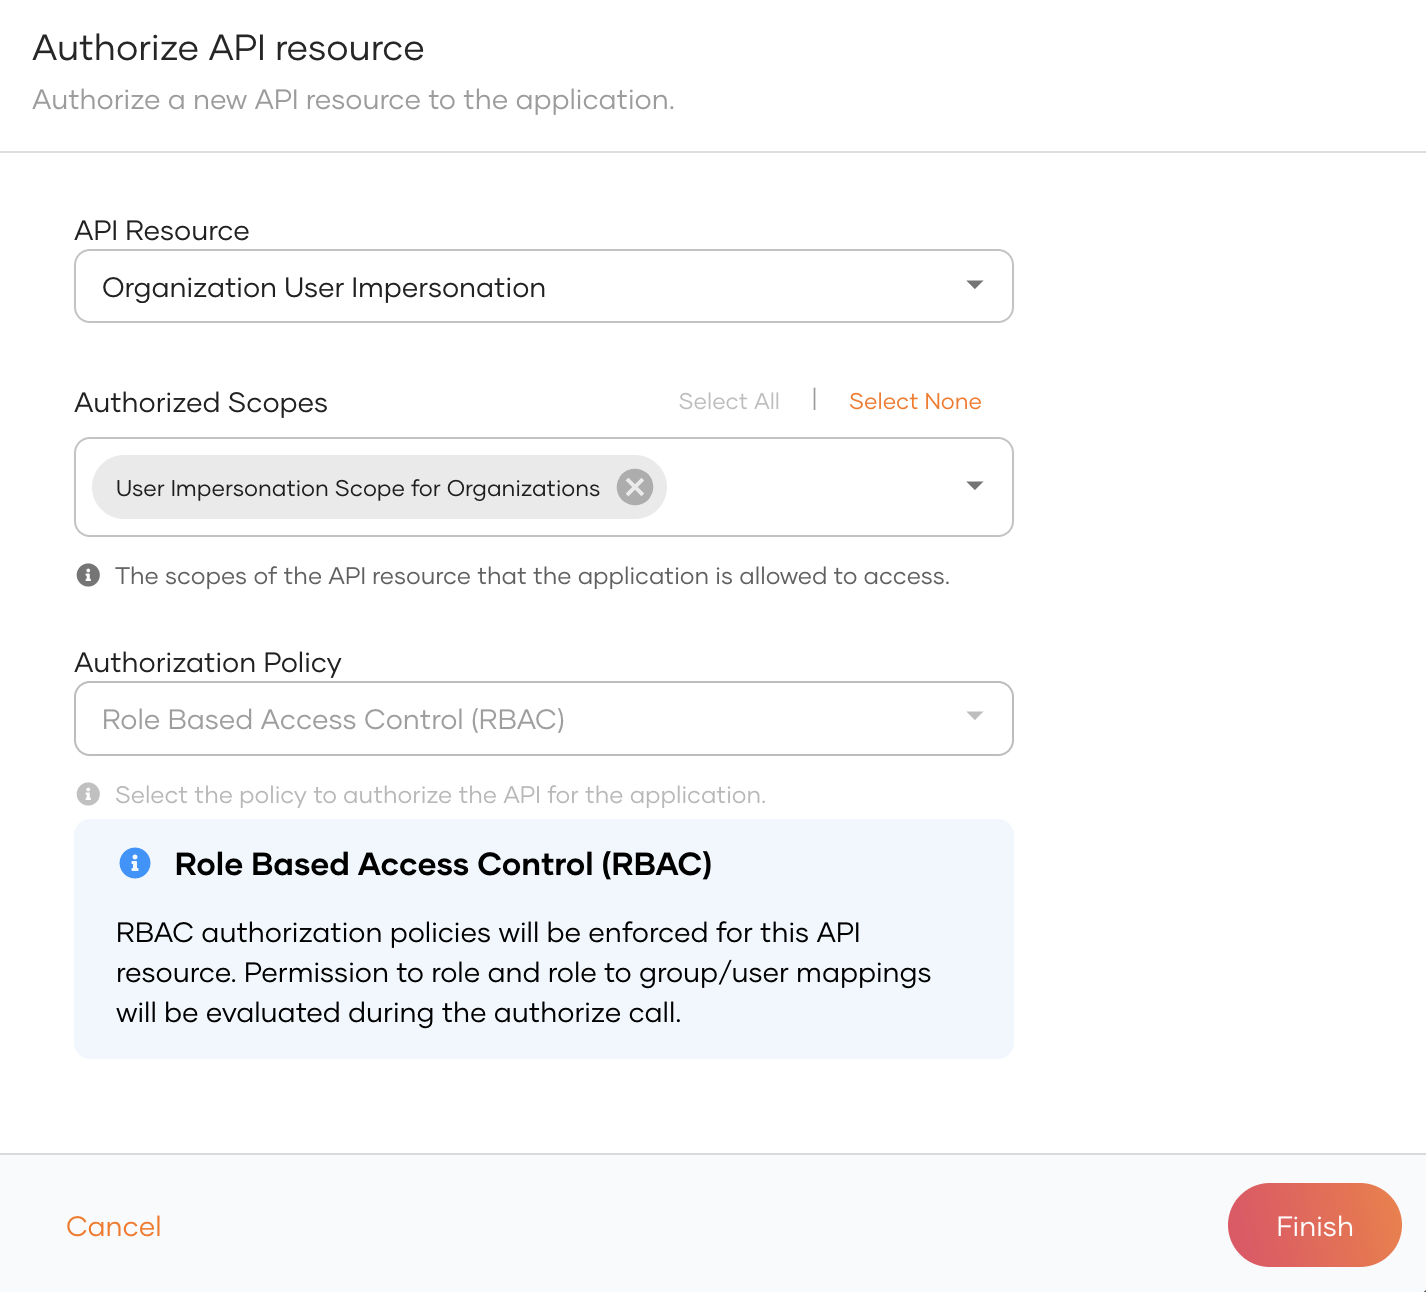 Authorize API resource
Authorize a new API resource to the application.
API Resource
Organization User Impersonation
Authorized Scopes
Select All | Select None
User Impersonation Scope for Organizations
The scopes of the API resource that the application is allowed to access.
Authorization Policy
Role Based Access Control (RBAC)
Select the policy to authorize the API for the application.
Role Based Access Control (RBAC)
RBAC authorization policies will be enforced for this API
resource. Permission to role and role to group/user mappings
will be evaluated during the authorize call.
Cancel
Finish